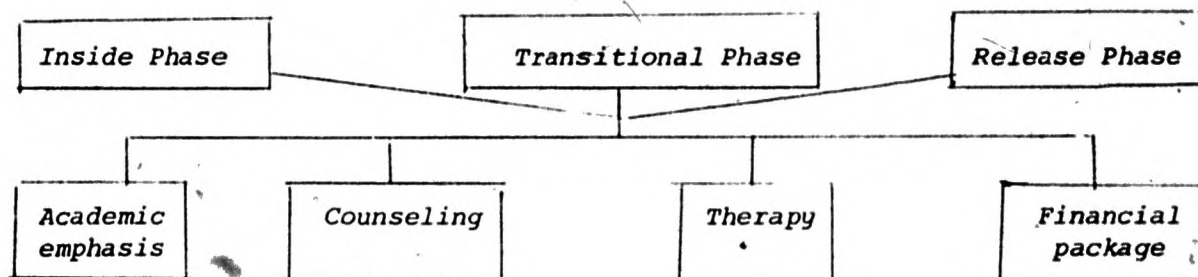 Inside Phase
Transitional Phase
Release Phase
Academic
emphasis
Counseling
Therapy
Financial
package